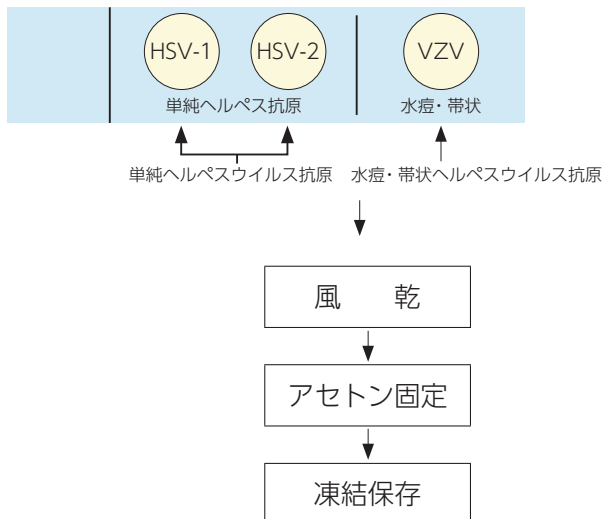 HSV-1 HSV-2 VZV
単純ヘルペス抗原 水痘・帯状
単純ヘルペスウイルス抗原 水痘・帯状ヘルペスウイルス抗原
風 乾
アセトン固定
凍結保存